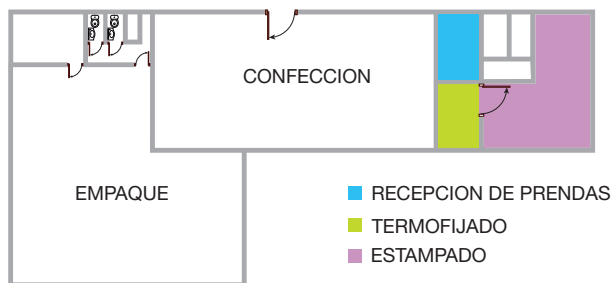 CONFECCION
EMPAQUE
RECEPCION DE PRENDAS
TERMOFIJADO
ESTAMPADO